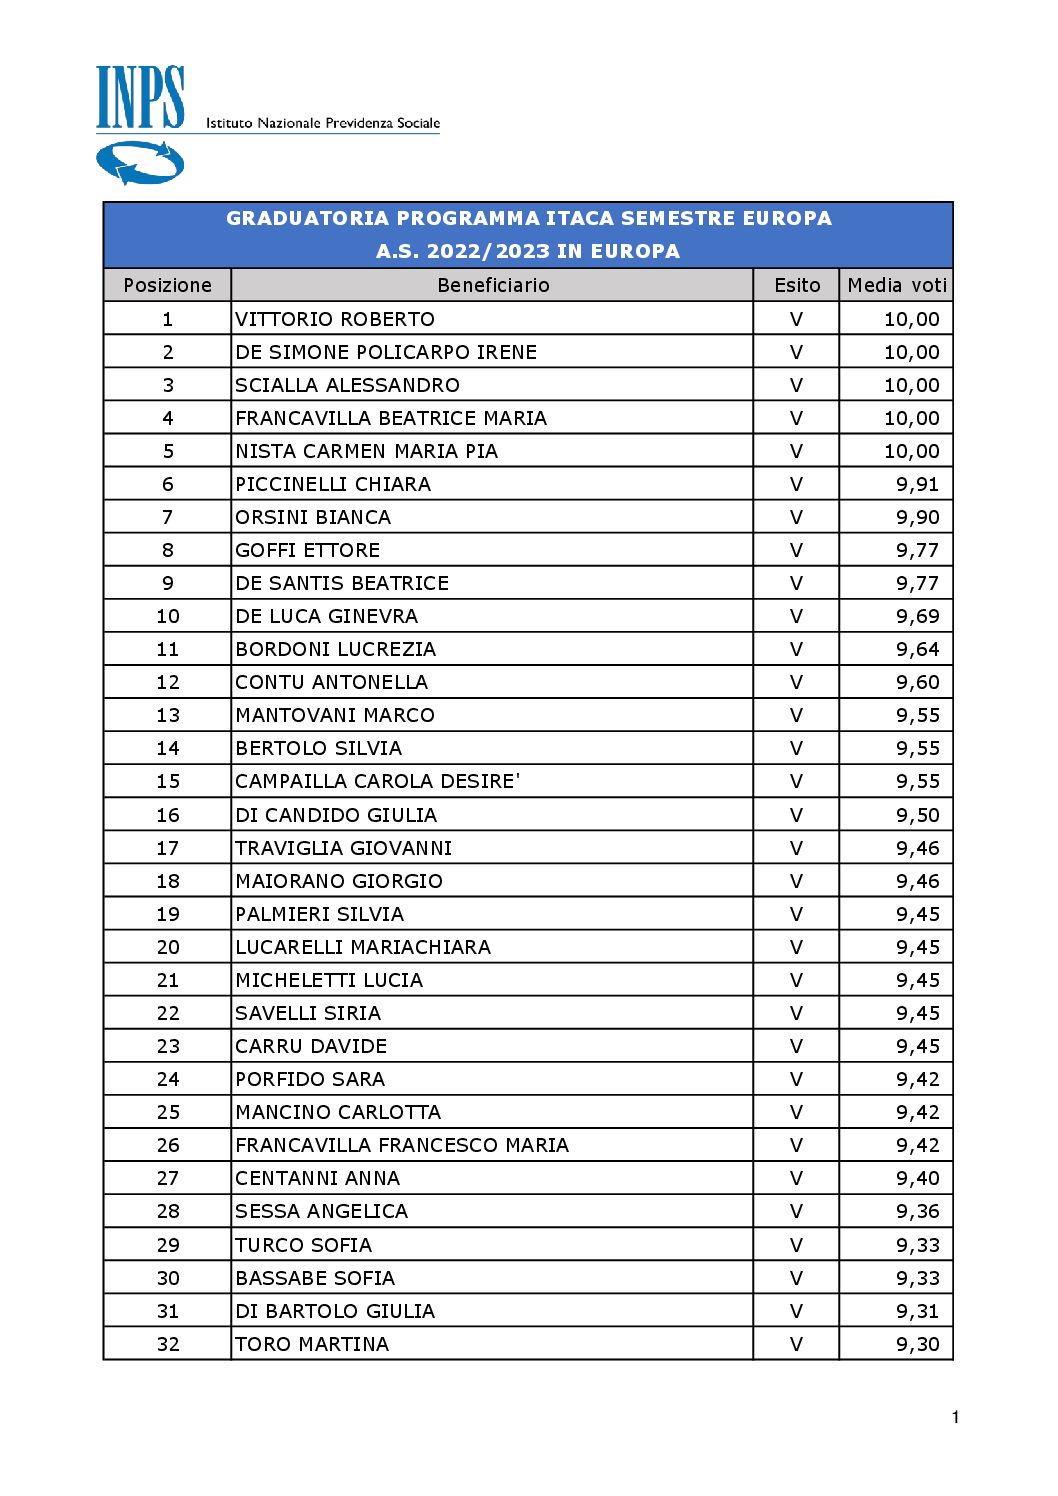 INPS
Istituto Nazionale Previdenza Sociale
GRADUATORIA PROGRAMMA ITACA SEMESTRE EUROPA
A.S. 2022/2023 IN EUROPA
Posizione Beneficiario Esito Media voti
1 VITTORIO ROBERTO V 10,00
2 DE SIMONE POLICARPO IRENE V 10,00
3 SCIALLA ALESSANDRO V 10,00
4 FRANCAVILLA BEATRICE MARIA V 10,00
5 NISTA CARMEN MARIA PIA V 10,00
6 PICCINELLI CHIARA V 9,91
7 ORSINI BIANCA V 9,90
8 GOFFI ETTORE V 9,77
9 DE SANTIS BEATRICE V 9,77
10 DE LUCA GINEVRA V 9,69
11 BORDONI LUCREZIA V 9,64
12 CONTU ANTONELLA V 9,60
13 MANTOVANI MARCO V 9,55
14 BERTOLO SILVIA V 9,55
15 CAMPAILLA CAROLA DESIRE' V 9,55
16 DI CANDIDO GIULIA V 9,50
17 TRAVIGLIA GIOVANNI V 9,46
18 MAIORANO GIORGIO V 9,46
19 PALMIERI SILVIA V 9,45
20 LUCARELLI MARIACHIARA V 9,45
21 MICHELETTI LUCIA V 9,45
22 SAVELLI SIRIA V 9,45
23 CARRU DAVIDE V 9,45
24 PORFIDO SARA V 9,42
25 MANCINO CARLOTTA V 9,42
26 FRANCAVILLA FRANCESCO MARIA V 9,42
27 CENTANNI ANNA V 9,40
28 SESSA ANGELICA V 9,36
29 TURCO SOFIA V 9,33
30 BASSABE SOFIA V 9,33
31 DI BARTOLO GIULIA V 9,31
32 TORO MARTINA V 9,30
1